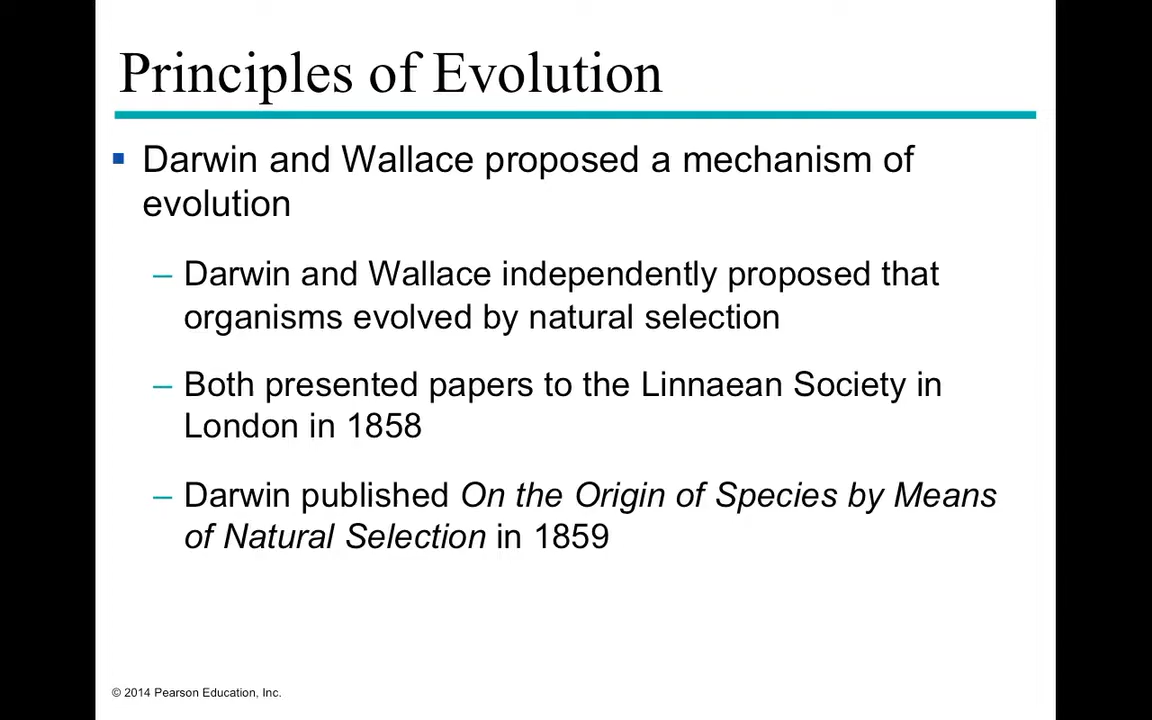 Principles of Evolution
▪ Darwin and Wallace proposed a mechanism of
evolution
– Darwin and Wallace independently proposed that
organisms evolved by natural selection
– Both presented papers to the Linnaean Society in
London in 1858
– Darwin published On the Origin of Species by Means
of Natural Selection in 1859
© 2014 Pearson Education, Inc.